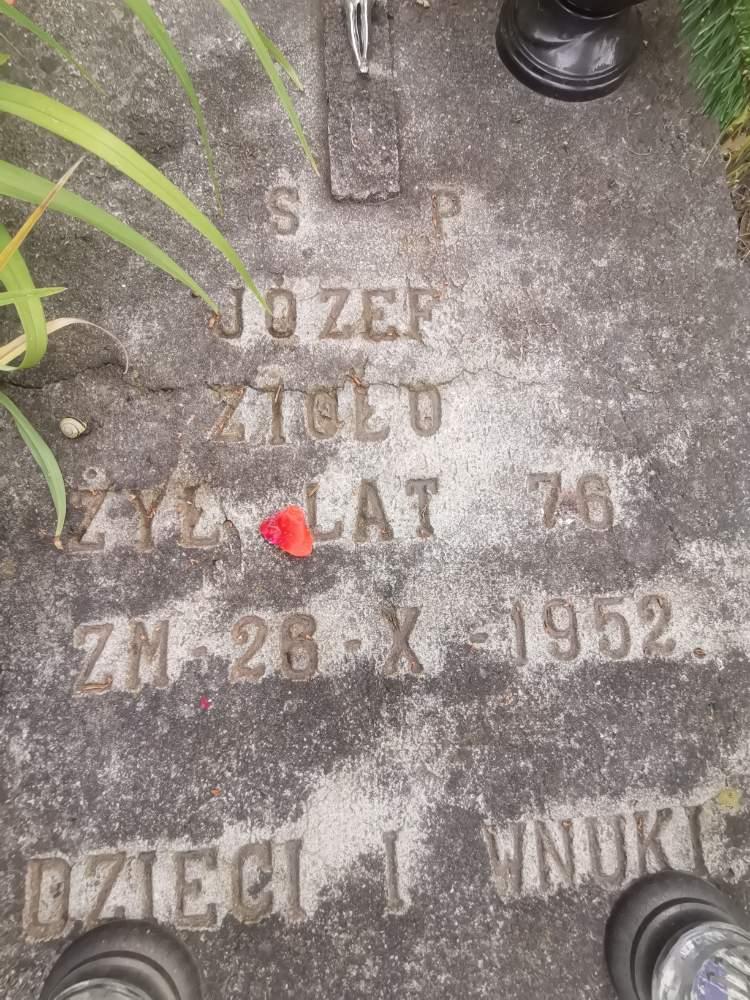 S P
JÓZEF
ZIOŁO
ŻYŁ LAT 76
ZM - 26 - X - 1952.
DZIECI I WNUKI